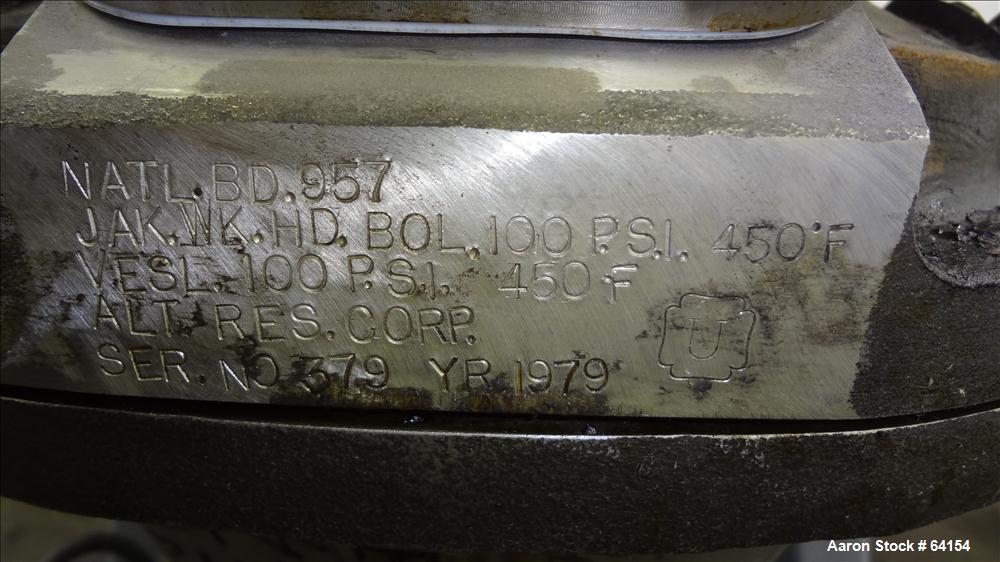 NATL.BD.957
JAK.WK.HD. BOL. 100 P.S.I. 450°F
VESL. 100 P.S.I. 450 F
ALT. RES. CORP.
SER. NO 379 YR 1979
U
Aaron Stock # 64154